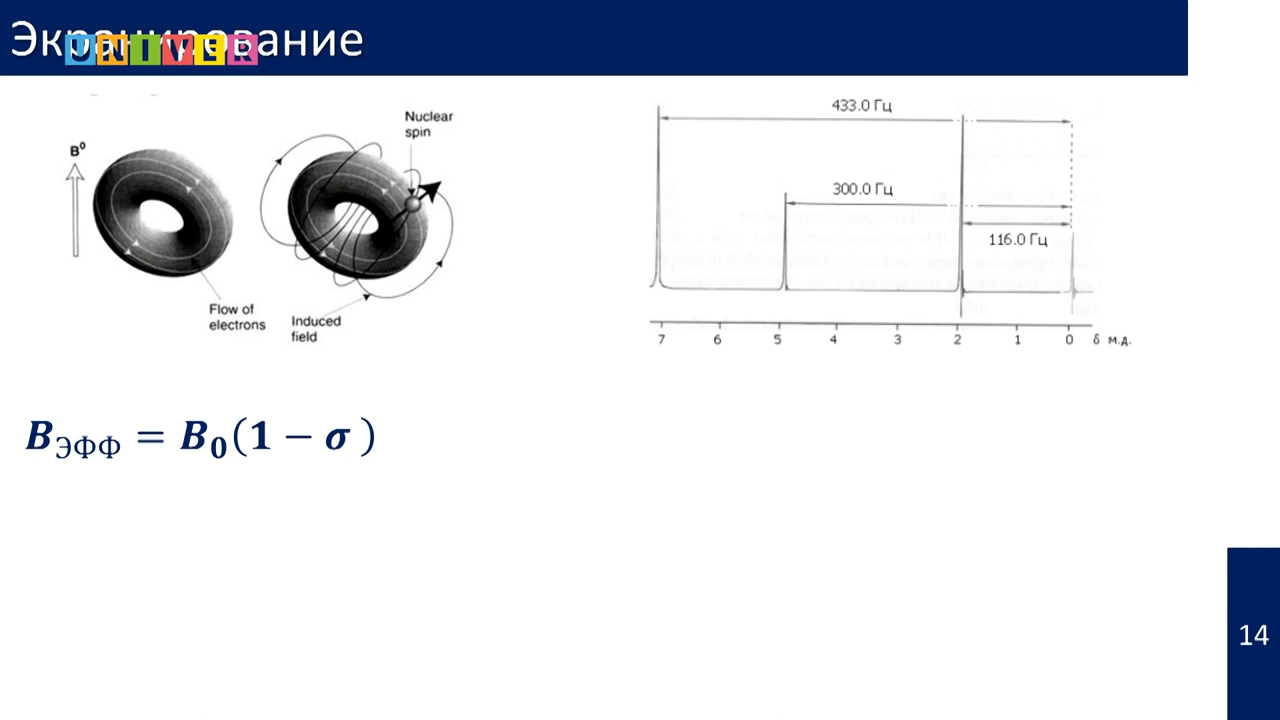 Экранирование
UNIVER
B⁰
Flow of
electrons
Nuclear
spin
Induced
field
433.0 Гц
300.0 Гц
116.0 Гц
7 6 5 4 3 2 1 0 δ м.д.
B_ЭФФ = B₀(1 − σ )
14